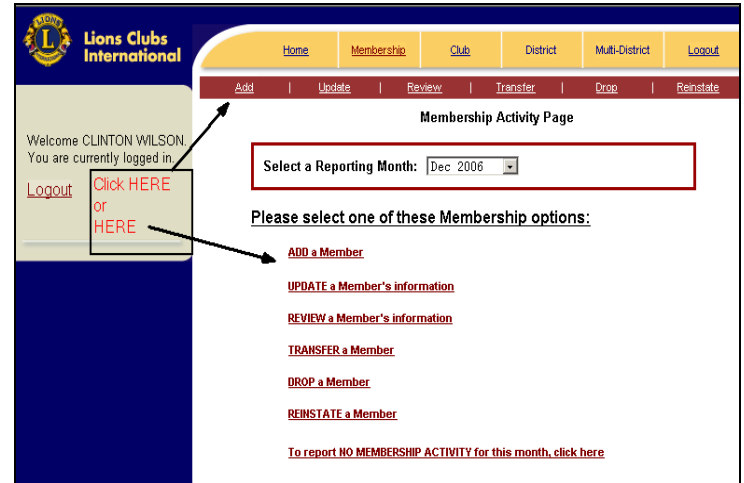 LIONS
L
INTERNATIONAL
Lions Clubs
International
Home Membership Club District Multi-District Logout
Add | Update | Review | Transfer | Drop | Reinstate
Membership Activity Page
Welcome CLINTON WILSON.
You are currently logged in.
Logout
Click HERE
or
HERE
Select a Reporting Month: Dec 2006
Please select one of these Membership options:
ADD a Member
UPDATE a Member's information
REVIEW a Member's information
TRANSFER a Member
DROP a Member
REINSTATE a Member
To report NO MEMBERSHIP ACTIVITY for this month, click here